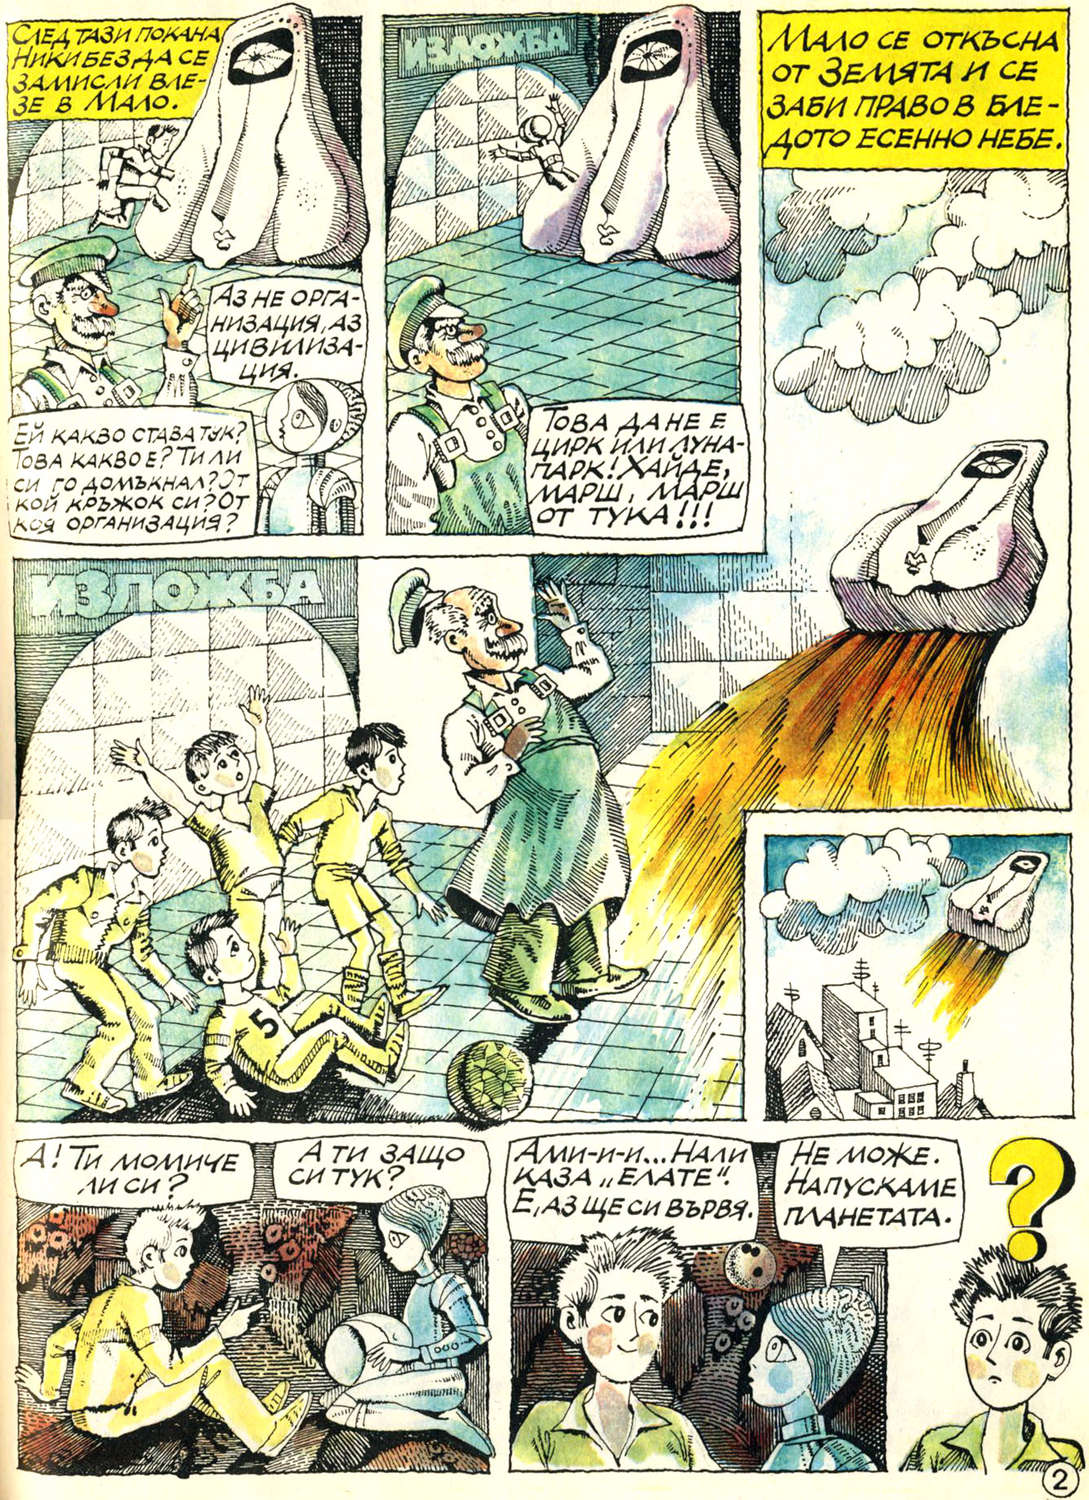 СЛЕД ТАЗИ ПОКАНА
НИКИ БЕЗ ДА СЕ
ЗАМИСЛИ ВЛЕ-
ЗЕ В МАЛО.
АЗ НЕ ОРГА-
НИЗАЦИЯ, АЗ
ЦИВИЛИЗА-
ЦИЯ.
ЕЙ КАКВО СТАВА ТУК?
ТОВА КАКВО Е? ТИ ЛИ
СИ ГО ДОМЪКНАЛ? ОТ
КОЙ КРЪЖОК СИ? ОТ
КОЯ ОРГАНИЗАЦИЯ?
ИЗЛОЖБА
ТОВА ДА НЕ Е
ЦИРК ИЛИ ЛУНА-
ПАРК! ХАЙДЕ,
МАРШ, МАРШ
ОТ ТУКА!!!
МАЛО СЕ ОТКЪСНА
ОТ ЗЕМЯТА И СЕ
ЗАБИ ПРАВО В БЛЕ-
ДОТО ЕСЕННО НЕБЕ.
ИЗЛОЖБА
5
А! ТИ МОМИЧЕ
ЛИ СИ?
А ТИ ЗАЩО
СИ ТУК?
АМИ-И-И... НАЛИ
КАЗА „ЕЛАТЕ".
Е, АЗ ЩЕ СИ ВЪРВЯ.
НЕ МОЖЕ.
НАПУСКАМЕ
ПЛАНЕТАТА.
?
2